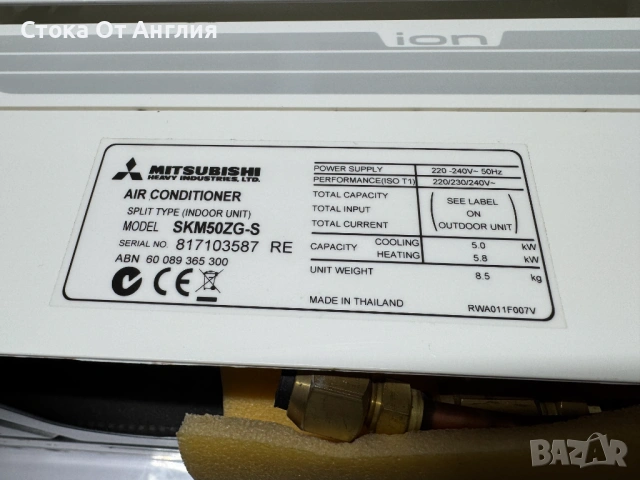 Стока От Англия
ion
MITSUBISHI
HEAVY INDUSTRIES, LTD.
AIR CONDITIONER
SPLIT TYPE (INDOOR UNIT)
MODEL SKM50ZG-S
SERIAL NO. 817103587 RE
ABN 60 089 365 300
C CE
POWER SUPPLY 220 -240V~ 50Hz
PERFORMANCE(ISO T1) 220/230/240V~
TOTAL CAPACITY
TOTAL INPUT
TOTAL CURRENT
( SEE LABEL
ON
OUTDOOR UNIT )
CAPACITY COOLING 5.0 kW
HEATING 5.8 kW
UNIT WEIGHT 8.5 kg
MADE IN THAILAND
RWA011F007V
BAZAR